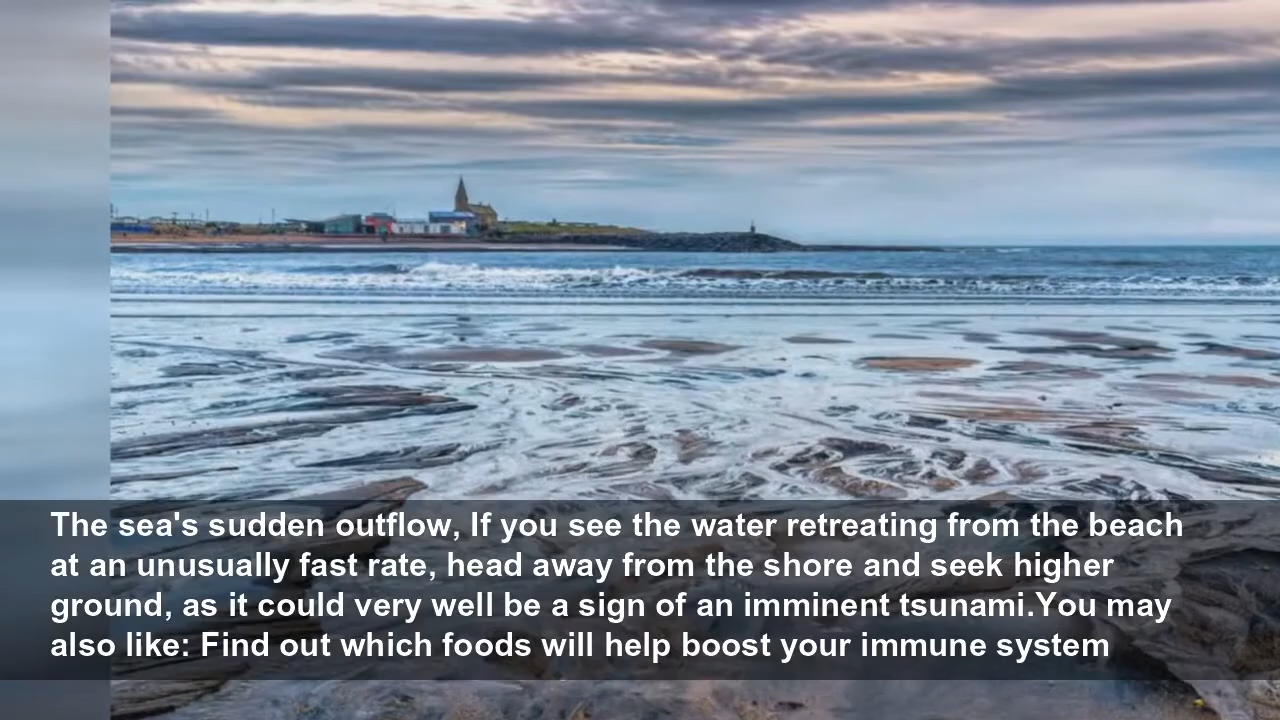 The sea's sudden outflow, If you see the water retreating from the beach
at an unusually fast rate, head away from the shore and seek higher
ground, as it could very well be a sign of an imminent tsunami.You may
also like: Find out which foods will help boost your immune system